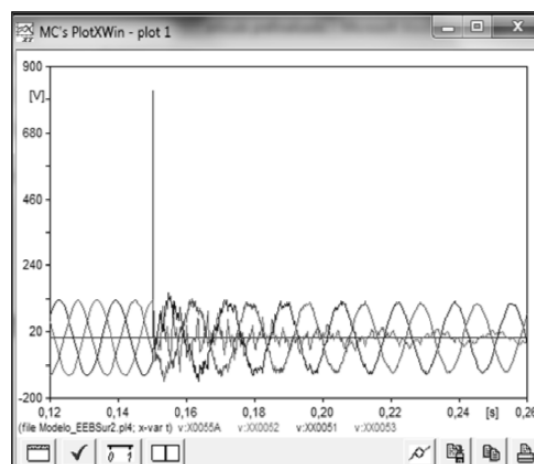 MC's PlotXWin - plot 1
900
[V]
680
460
240
20
-200
0,12 0,14 0,16 0,18 0,20 0,22 0,24 [s] 0,26
(file Modelo_EEBSur2.pl4; x-var t) v:X0055A v:XX0052 v:XX0051 v:XX0053